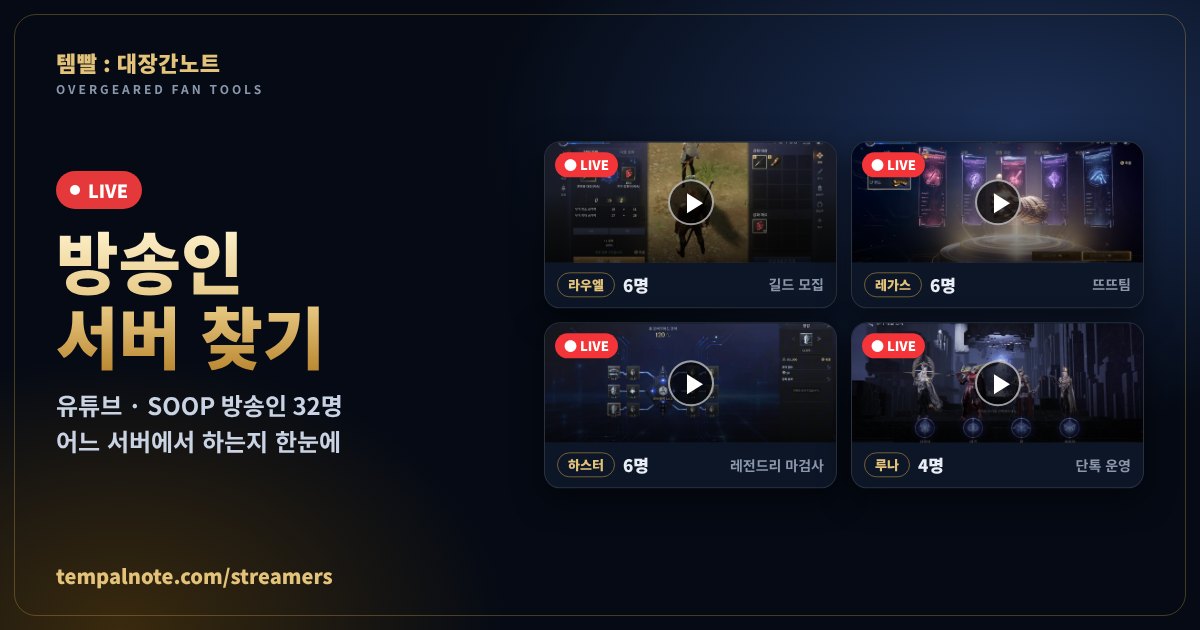 템빨 : 대장간노트
OVERGEARED FAN TOOLS
LIVE
방송인
서버 찾기
유튜브 · SOOP 방송인 32명
어느 서버에서 하는지 한눈에
tempalnote.com/streamers
LIVE
라우엘 6명 길드 모집
LIVE
레가스 6명 뜨뜨팀
LIVE
120
하스터 6명 레전드리 마검사
LIVE
루나 4명 단톡 운영